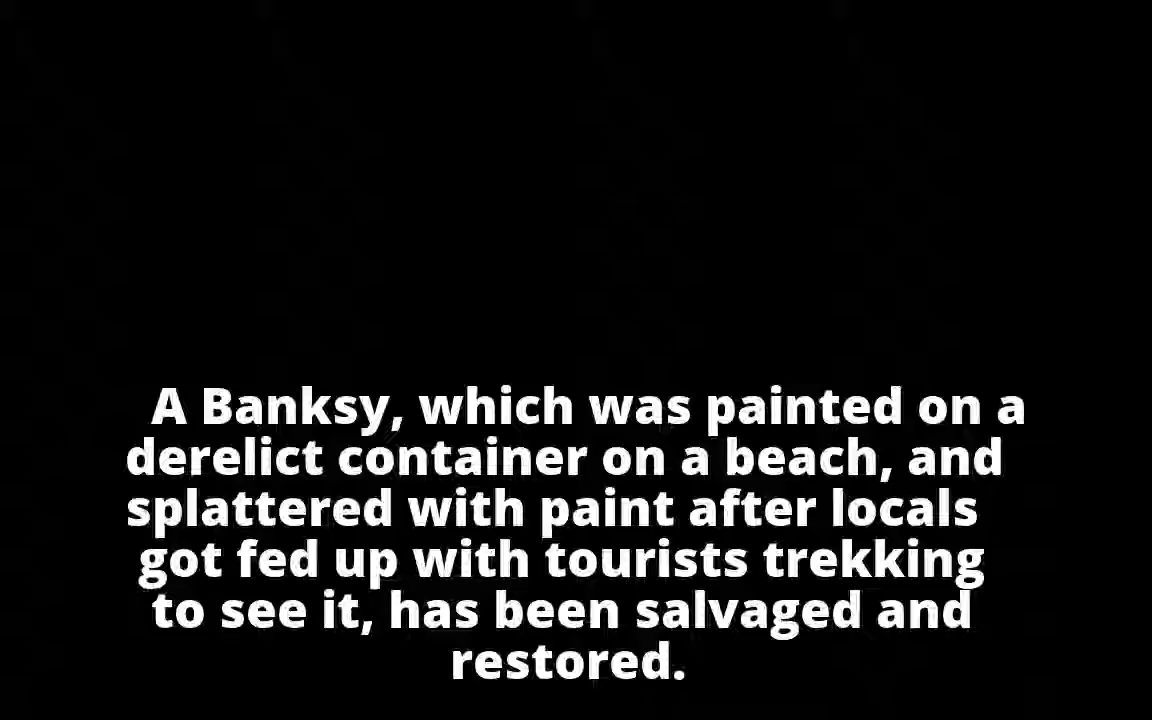 A Banksy, which was painted on a
derelict container on a beach, and
splattered with paint after locals
got fed up with tourists trekking
to see it, has been salvaged and
restored.